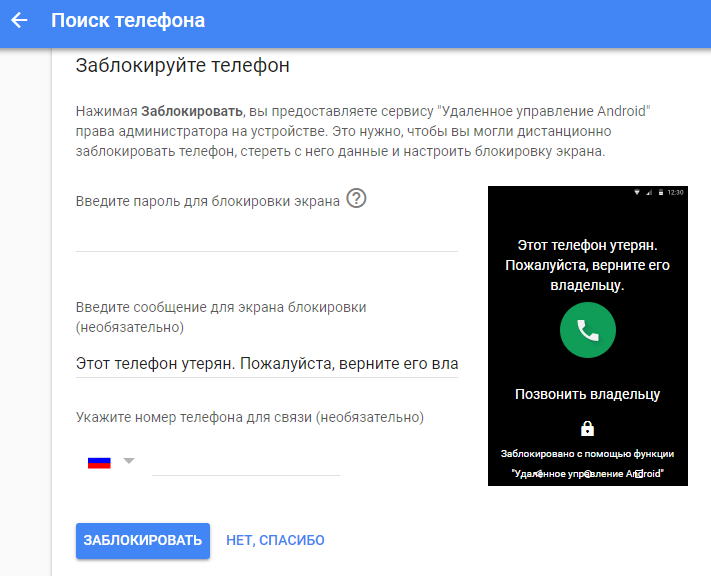 Поиск телефона
Заблокируйте телефон
Нажимая Заблокировать, вы предоставляете сервису "Удаленное управление Android"
права администратора на устройстве. Это нужно, чтобы вы могли дистанционно
заблокировать телефон, стереть с него данные и настроить блокировку экрана.
Введите пароль для блокировки экрана ?
Введите сообщение для экрана блокировки
(необязательно)
Этот телефон утерян. Пожалуйста, верните его вла
Укажите номер телефона для связи (необязательно)
ЗАБЛОКИРОВАТЬ НЕТ, СПАСИБО
12:30
Этот телефон утерян.
Пожалуйста, верните его
владельцу.
Позвонить владельцу
Заблокировано с помощью функции
"Удаленное управление Android"